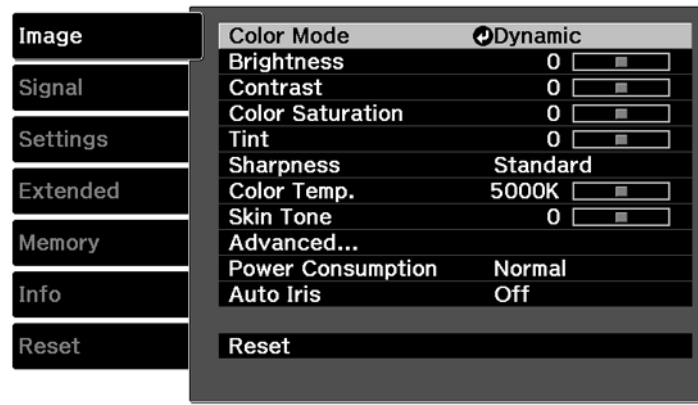 Image
Signal
Settings
Extended
Memory
Info
Reset
Color Mode Dynamic
Brightness 0
Contrast 0
Color Saturation 0
Tint 0
Sharpness Standard
Color Temp. 5000K
Skin Tone 0
Advanced...
Power Consumption Normal
Auto Iris Off
Reset